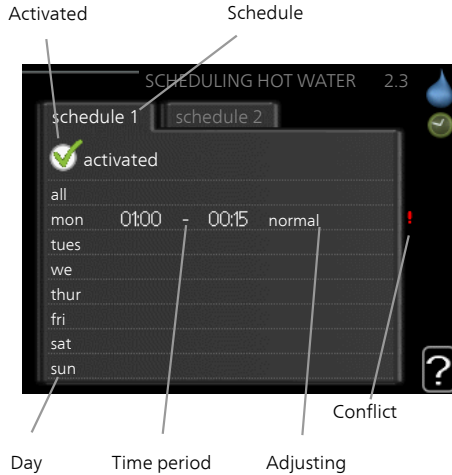 Activated Schedule
SCHEDULING HOT WATER 2.3
schedule 1 schedule 2
activated
all
mon 01:00 - 00:15 normal !
tues
we
thur
fri
sat
sun
?
Conflict
Day Time period Adjusting